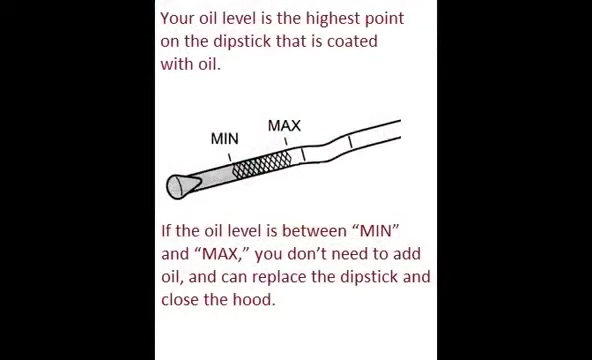 Your oil level is the highest point
on the dipstick that is coated
with oil.
MAX
MIN
If the oil level is between “MIN”
and “MAX,” you don’t need to add
oil, and can replace the dipstick and
close the hood.